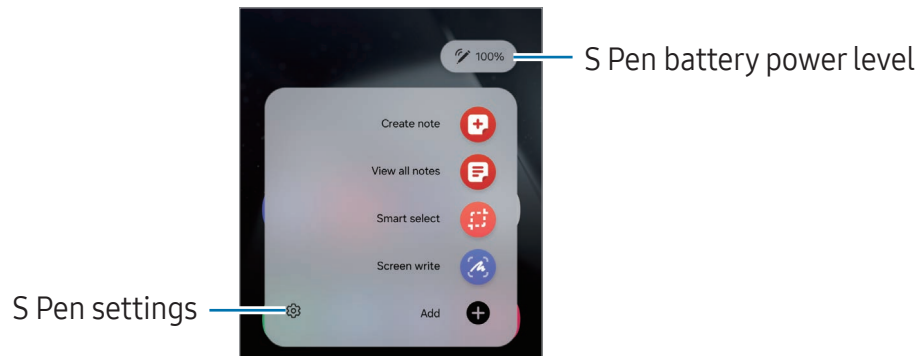 100%
S Pen battery power level
Create note
View all notes
Smart select
Screen write
S Pen settings
Add